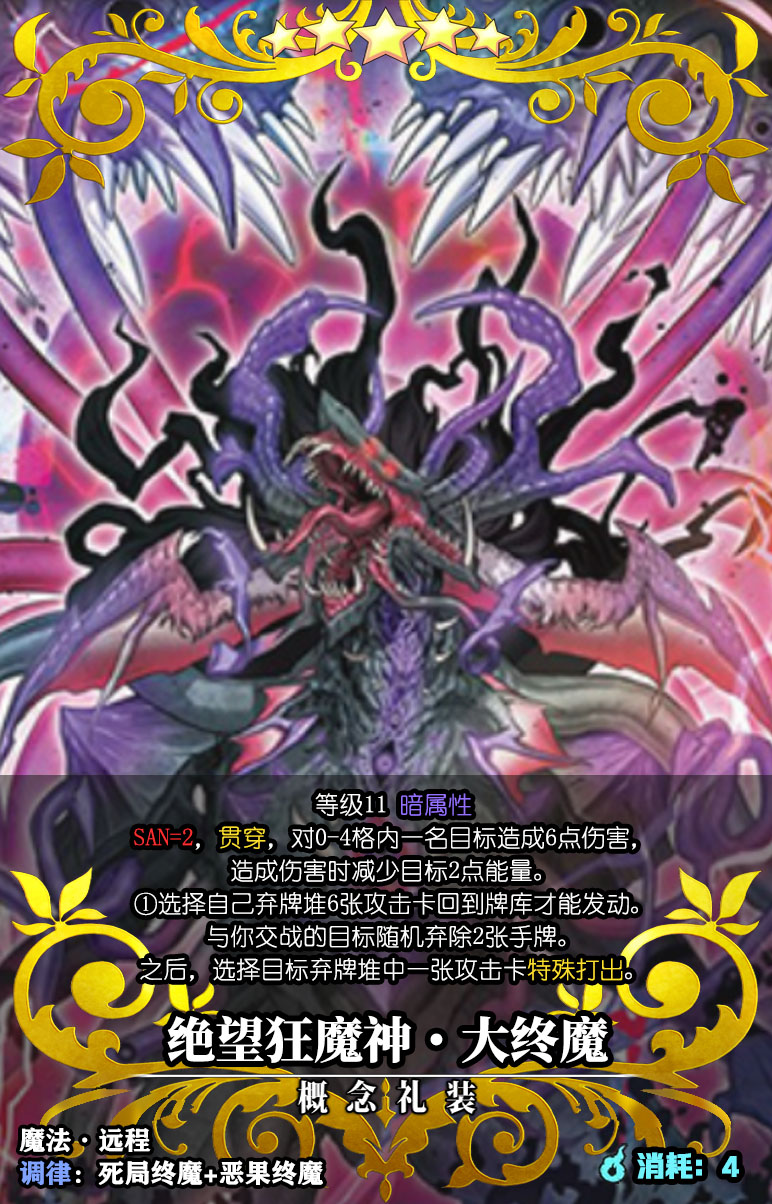 等级11 暗属性
SAN=2，贯穿，对0-4格内一名目标造成6点伤害，
造成伤害时减少目标2点能量。
①选择自己弃牌堆6张攻击卡回到牌库才能发动。
与你交战的目标随机弃除2张手牌。
之后，选择目标弃牌堆中一张攻击卡特殊打出。
绝望狂魔神·大终魔
概念礼装
魔法·远程
调律：死局终魔+恶果终魔
消耗：4